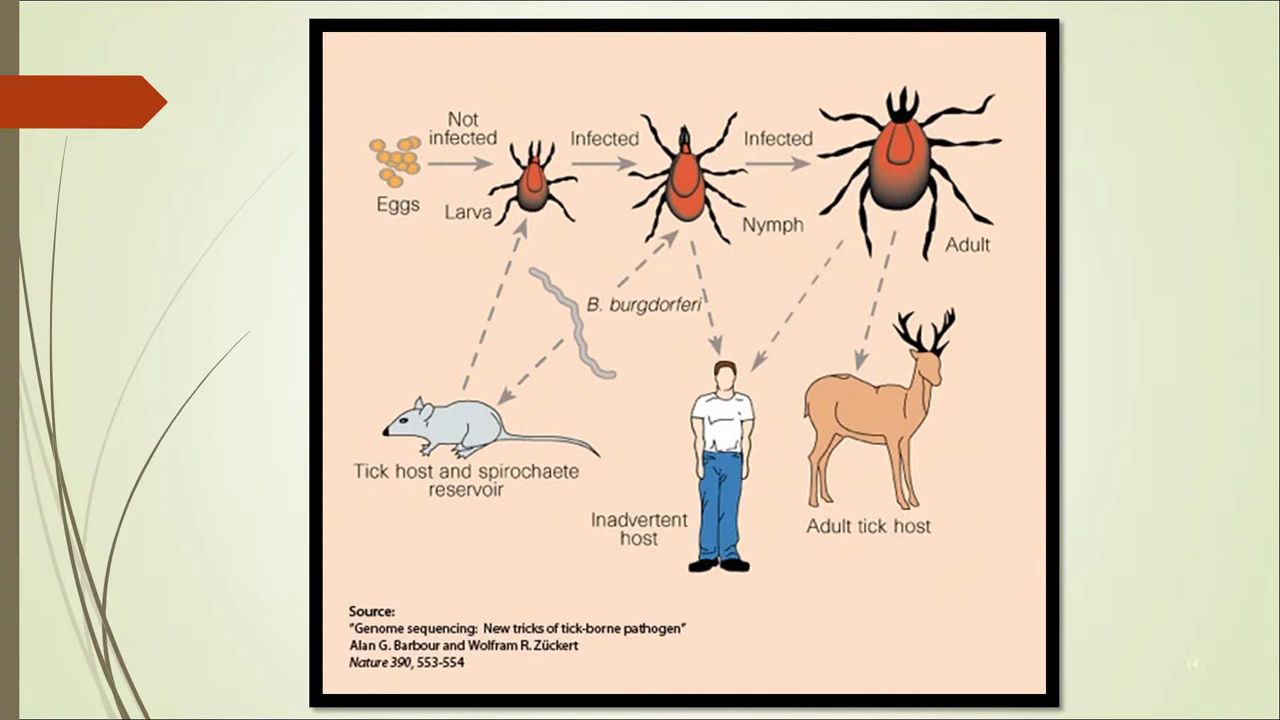 Not
infected
Infected
Infected
Eggs
Larva
Nymph
Adult
B. burgdorferi
Tick host and spirochaete
reservoir
Inadvertent
host
Adult tick host
Source:
"Genome sequencing: New tricks of tick-borne pathogen"
Alan G. Barbour and Wolfram R. Zückert
Nature 390, 553-554
14